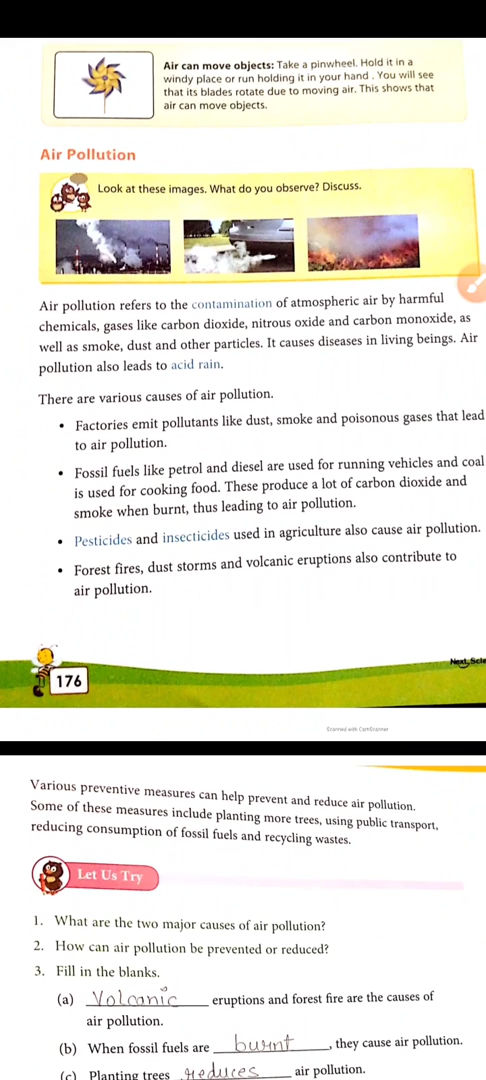 Air can move objects: Take a pinwheel. Hold it in a
windy place or run holding it in your hand . You will see
that its blades rotate due to moving air. This shows that
air can move objects.
Air Pollution
Look at these images. What do you observe? Discuss.
Air pollution refers to the contamination of atmospheric air by harmful
chemicals, gases like carbon dioxide, nitrous oxide and carbon monoxide, as
well as smoke, dust and other particles. It causes diseases in living beings. Air
pollution also leads to acid rain.
There are various causes of air pollution.
• Factories emit pollutants like dust, smoke and poisonous gases that lead
to air pollution.
• Fossil fuels like petrol and diesel are used for running vehicles and coal
is used for cooking food. These produce a lot of carbon dioxide and
smoke when burnt, thus leading to air pollution.
• Pesticides and insecticides used in agriculture also cause air pollution.
• Forest fires, dust storms and volcanic eruptions also contribute to
air pollution.
Next Scie
176
Scanned with CamScanner
Various preventive measures can help prevent and reduce air pollution.
Some of these measures include planting more trees, using public transport,
reducing consumption of fossil fuels and recycling wastes.
Let Us Try
1. What are the two major causes of air pollution?
2. How can air pollution be prevented or reduced?
3. Fill in the blanks.
(a) Volcanic eruptions and forest fire are the causes of
air pollution.
(b) When fossil fuels are burnt, they cause air pollution.
(c) Planting trees reduces air pollution.